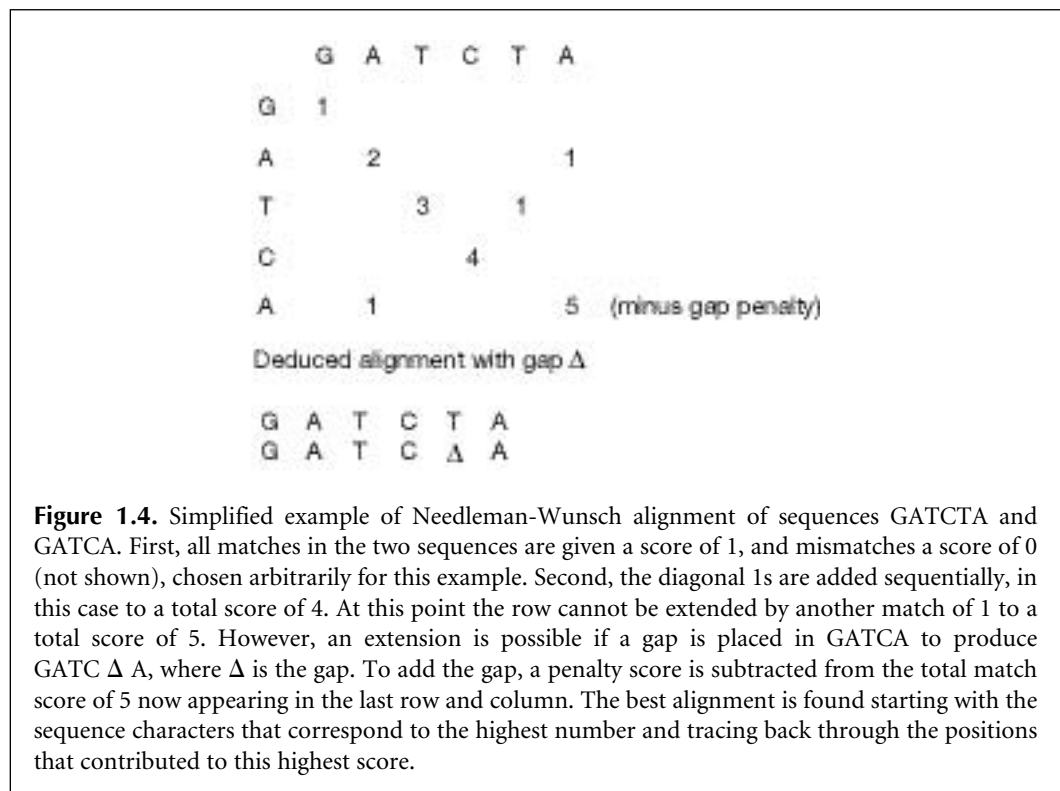 G A T C T A
G 1
A 2 1
T 3 1
C 4
A 1 5 (minus gap penalty)
Deduced alignment with gap Δ
G A T C T A
G A T C Δ A
Figure 1.4. Simplified example of Needleman-Wunsch alignment of sequences GATCTA and
GATCA. First, all matches in the two sequences are given a score of 1, and mismatches a score of 0
(not shown), chosen arbitrarily for this example. Second, the diagonal 1s are added sequentially, in
this case to a total score of 4. At this point the row cannot be extended by another match of 1 to a
total score of 5. However, an extension is possible if a gap is placed in GATCA to produce
GATC Δ A, where Δ is the gap. To add the gap, a penalty score is subtracted from the total match
score of 5 now appearing in the last row and column. The best alignment is found starting with the
sequence characters that correspond to the highest number and tracing back through the positions
that contributed to this highest score.